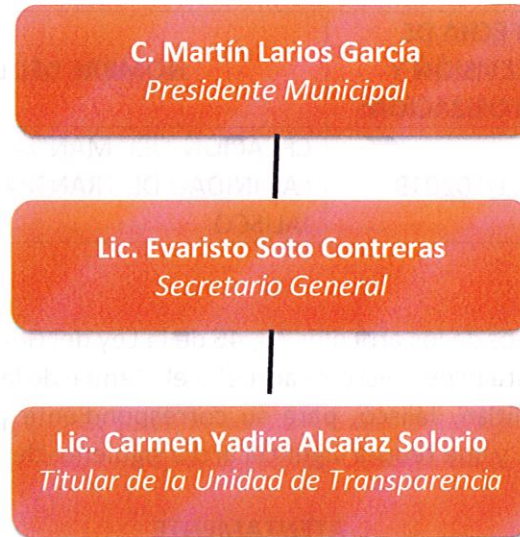 C. Martín Larios García
Presidente Municipal
Lic. Evaristo Soto Contreras
Secretario General
Lic. Carmen Yadira Alcaraz Solorio
Titular de la Unidad de Transparencia